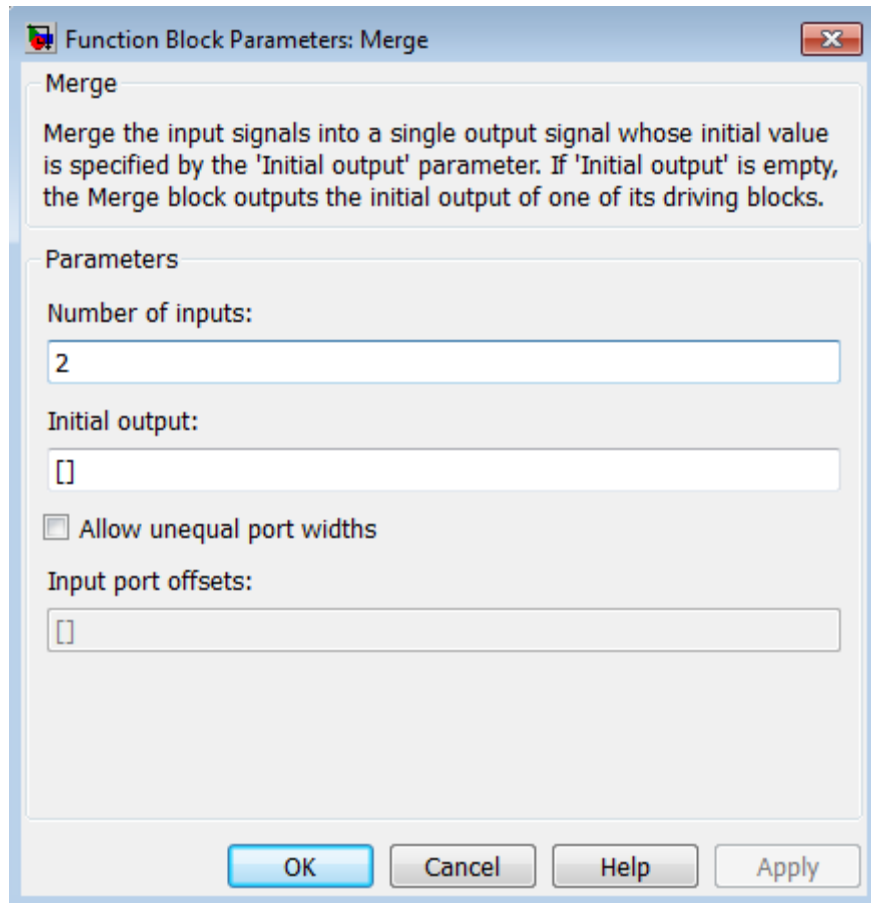 Function Block Parameters: Merge
Merge
Merge the input signals into a single output signal whose initial value
is specified by the 'Initial output' parameter. If 'Initial output' is empty,
the Merge block outputs the initial output of one of its driving blocks.
Parameters
Number of inputs:
2
Initial output:
[]
Allow unequal port widths
Input port offsets:
[]
OK Cancel Help Apply